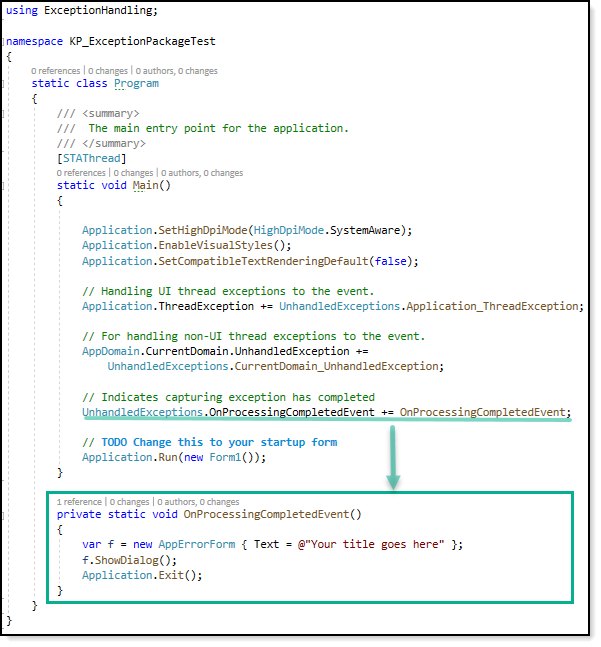 using ExceptionHandling;
namespace KP_ExceptionPackageTest
{
0 references | 0 changes | 0 authors, 0 changes
static class Program
{
/// <summary>
///  The main entry point for the application.
/// </summary>
[STAThread]
0 references | 0 changes | 0 authors, 0 changes
static void Main()
{
Application.SetHighDpiMode(HighDpiMode.SystemAware);
Application.EnableVisualStyles();
Application.SetCompatibleTextRenderingDefault(false);
// Handling UI thread exceptions to the event.
Application.ThreadException += UnhandledExceptions.Application_ThreadException;
// For handling non-UI thread exceptions to the event.
AppDomain.CurrentDomain.UnhandledException +=
UnhandledExceptions.CurrentDomain_UnhandledException;
// Indicates capturing exception has completed
UnhandledExceptions.OnProcessingCompletedEvent += OnProcessingCompletedEvent;
// TODO Change this to your startup form
Application.Run(new Form1());
}
1 reference | 0 changes | 0 authors, 0 changes
private static void OnProcessingCompletedEvent()
{
var f = new AppErrorForm { Text = @"Your title goes here" };
f.ShowDialog();
Application.Exit();
}
}
}